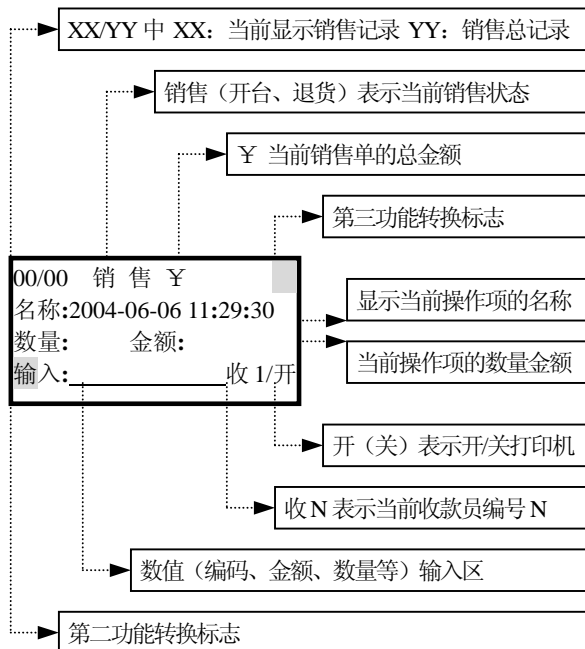 XX/YY 中 XX：当前显示销售记录 YY：销售总记录
销售（开台、退货）表示当前销售状态
￥ 当前销售单的总金额
第三功能转换标志
00/00 销 售 ￥
名称:2004-06-06 11:29:30
数量: 金额:
输入: 收 1/开
显示当前操作项的名称
当前操作项的数量金额
开（关）表示开/关打印机
收 N 表示当前收款员编号 N
数值（编码、金额、数量等）输入区
第二功能转换标志